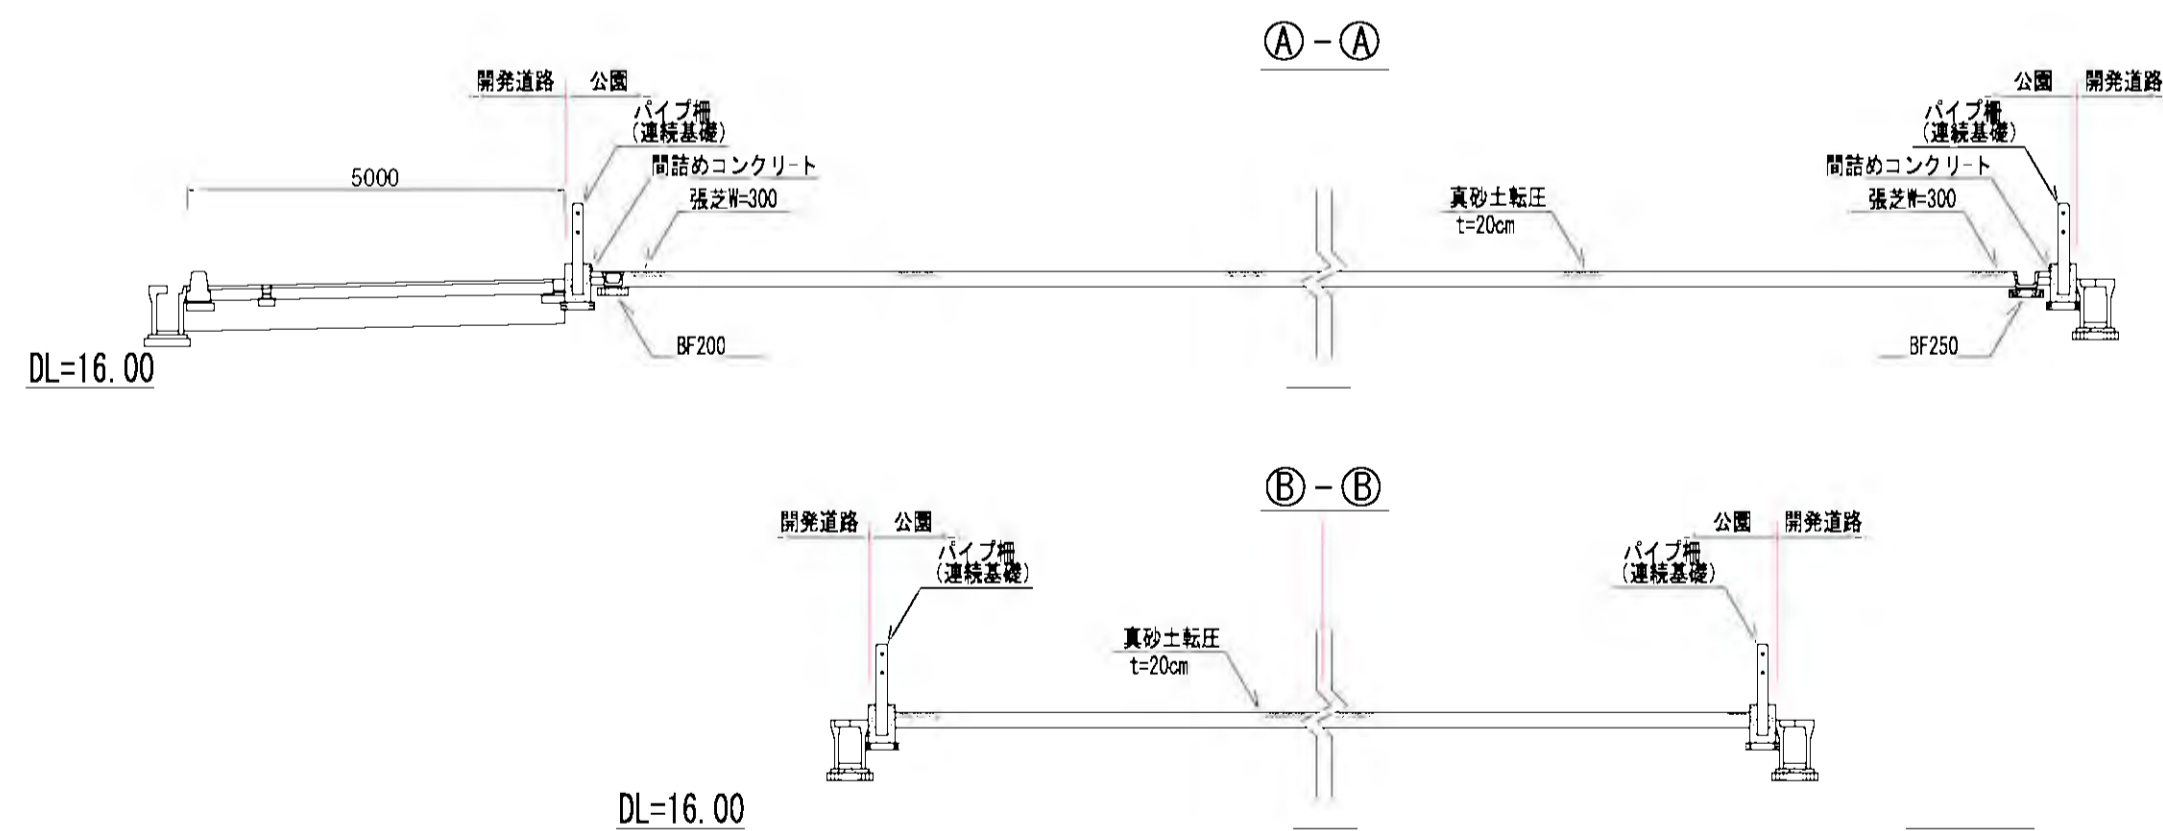 Ⓐ-Ⓐ
開発道路 公園
公園 開発道路
パイプ柵
(連続基礎)
パイプ柵
(連続基礎)
間詰めコンクリート
間詰めコンクリート
5000
張芝W=300
真砂土転圧
t=20cm
張芝W=300
BF200
BF250
DL=16.00
Ⓑ-Ⓑ
開発道路 公園
公園 開発道路
パイプ柵
(連続基礎)
パイプ柵
(連続基礎)
真砂土転圧
t=20cm
DL=16.00